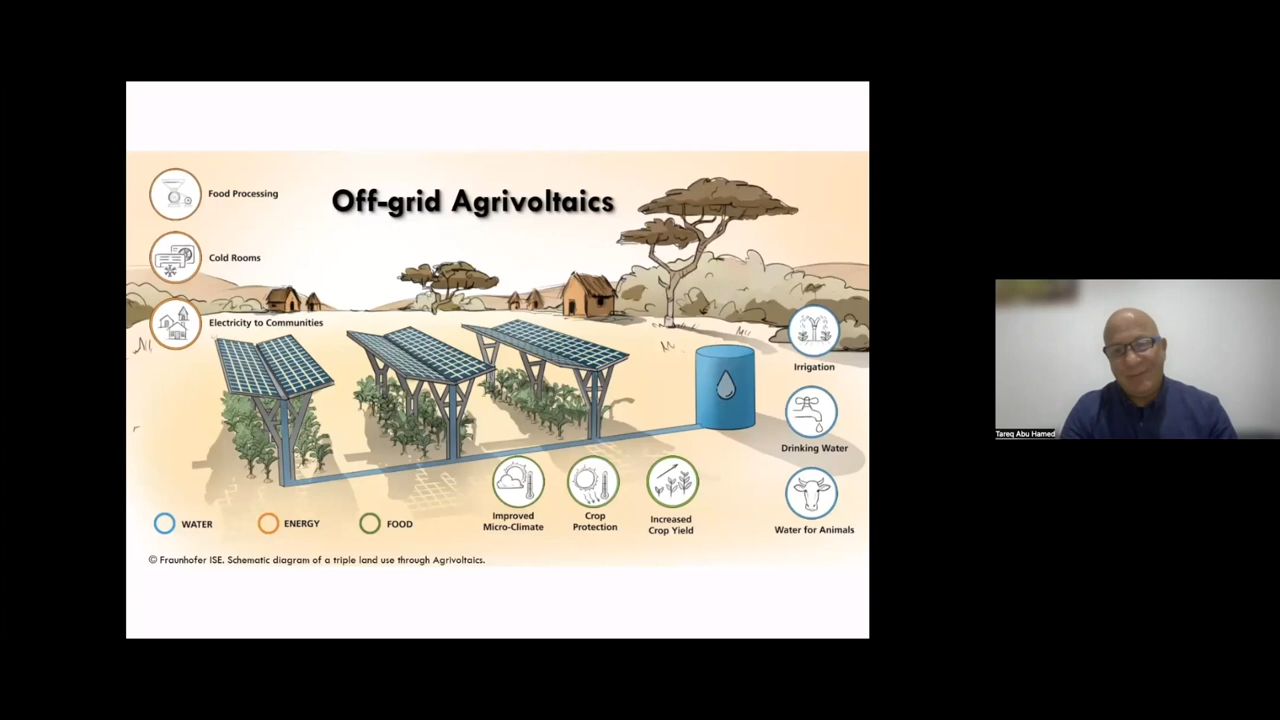 Off-grid Agrivoltaics
Food Processing
Cold Rooms
Electricity to Communities
Irrigation
Drinking Water
Water for Animals
Improved
Micro-Climate
Crop
Protection
Increased
Crop Yield
WATER
ENERGY
FOOD
© Fraunhofer ISE. Schematic diagram of a triple land use through Agrivoltaics.
Tareq Abu Hamed